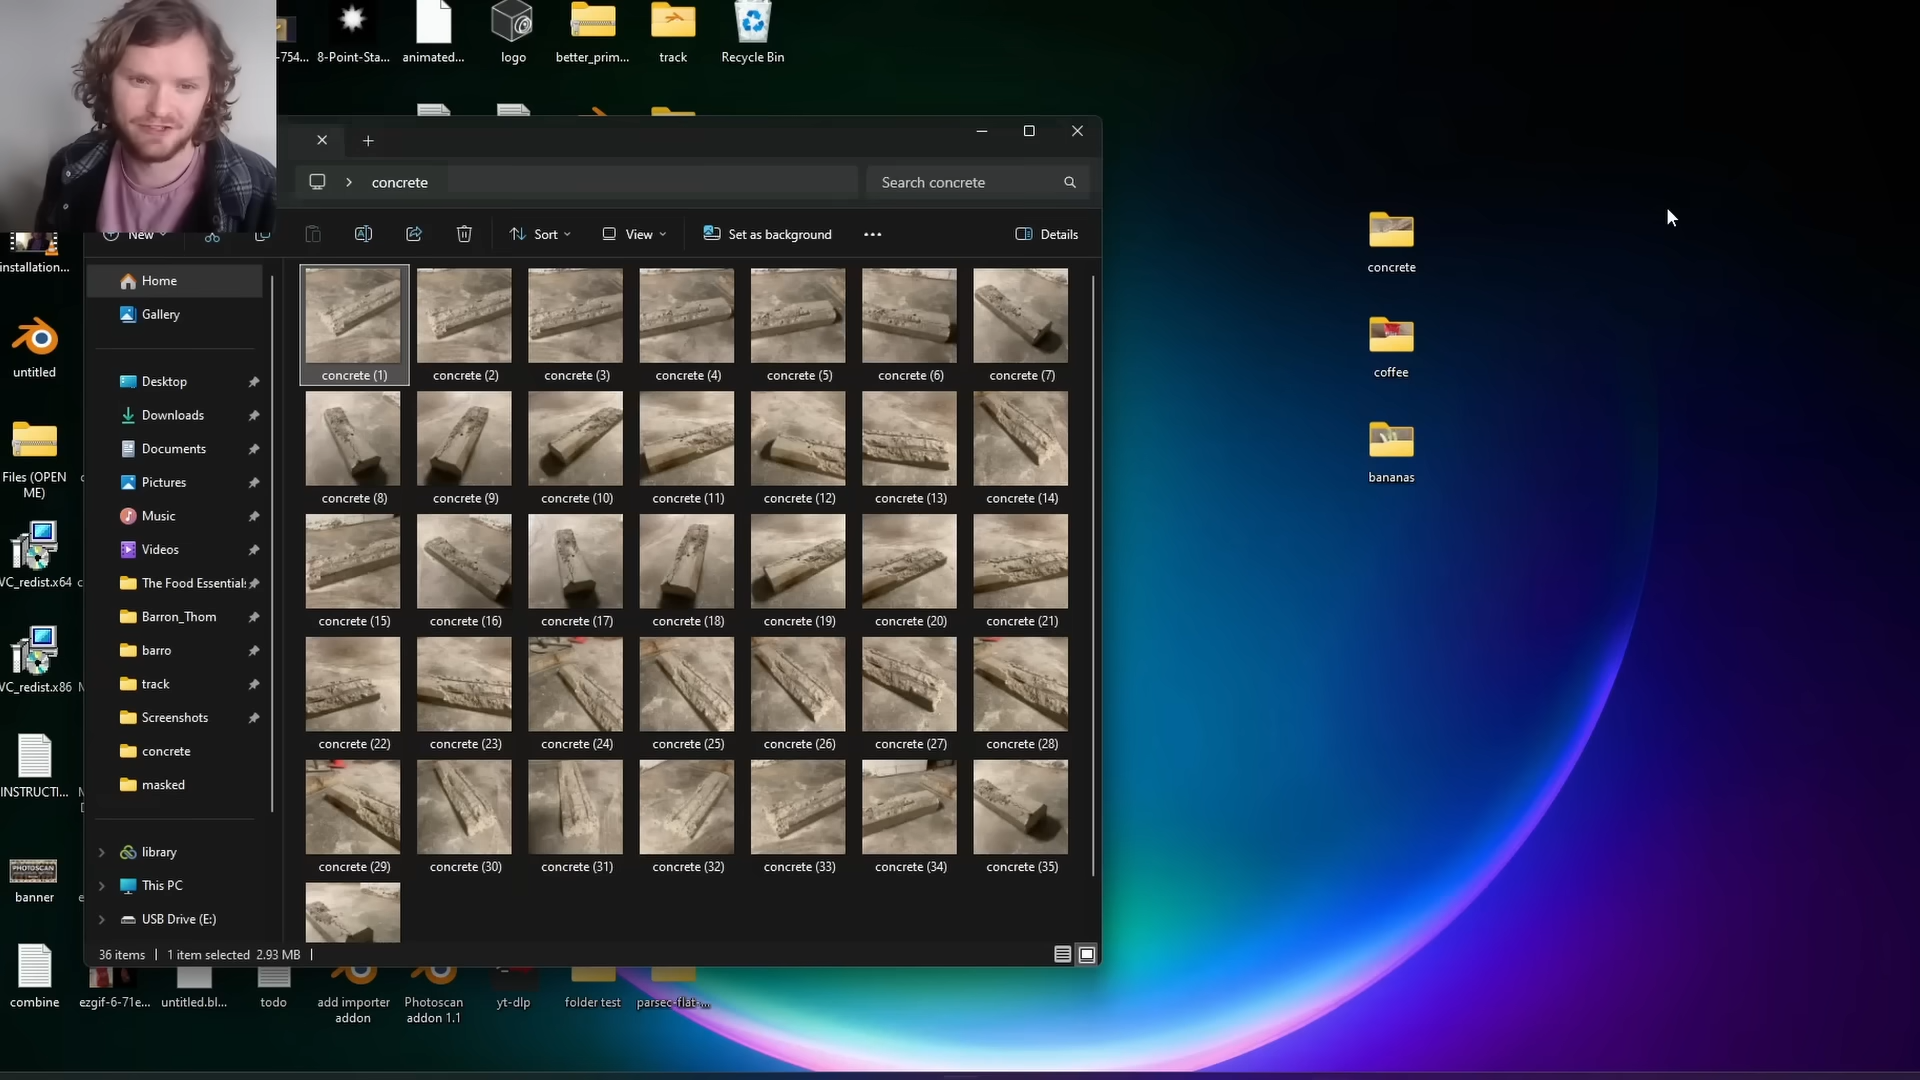 -754...
8-Point-Sta...
animated...
logo
better_prim...
track
Recycle Bin
concrete
Search concrete
New
Sort
View
Set as background
Details
installation...
Home
Gallery
untitled
Desktop
Downloads
Documents
Pictures
Music
Videos
The Food Essentials
Barron_Thom
barro
track
Screenshots
concrete
masked
library
This PC
USB Drive (E:)
Files (OPEN
ME)
VC_redist.x64
VC_redist.x86
INSTRUCTI...
PHOTOSCAN
banner
combine
concrete (1)
concrete (2)
concrete (3)
concrete (4)
concrete (5)
concrete (6)
concrete (7)
concrete (8)
concrete (9)
concrete (10)
concrete (11)
concrete (12)
concrete (13)
concrete (14)
concrete (15)
concrete (16)
concrete (17)
concrete (18)
concrete (19)
concrete (20)
concrete (21)
concrete (22)
concrete (23)
concrete (24)
concrete (25)
concrete (26)
concrete (27)
concrete (28)
concrete (29)
concrete (30)
concrete (31)
concrete (32)
concrete (33)
concrete (34)
concrete (35)
36 items
1 item selected 2.93 MB
ezgif-6-71e...
untitled.bl...
todo
add importer
addon
Photoscan
addon 1.1
yt-dlp
folder test
parsec-flat-...
concrete
coffee
bananas